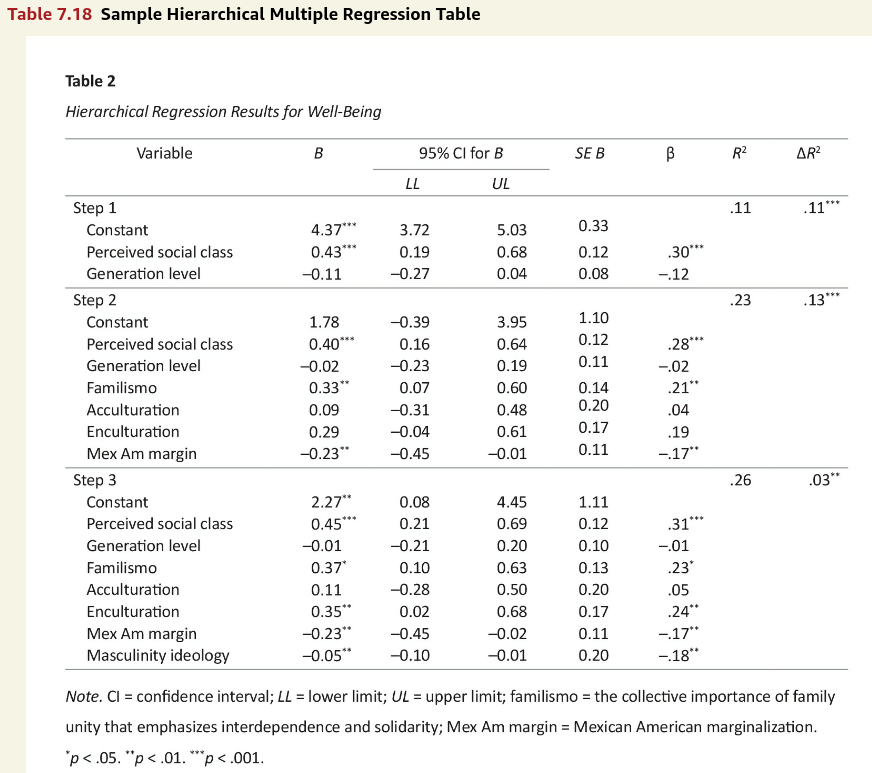 Table 7.18 Sample Hierarchical Multiple Regression Table
Table 2
Hierarchical Regression Results for Well-Being
Variable B 95% CI for B SE B β R² ΔR²
LL UL
Step 1 .11 .11***
Constant 4.37*** 3.72 5.03 0.33
Perceived social class 0.43*** 0.19 0.68 0.12 .30***
Generation level −0.11 −0.27 0.04 0.08 −.12
Step 2 .23 .13***
Constant 1.78 −0.39 3.95 1.10
Perceived social class 0.40*** 0.16 0.64 0.12 .28***
Generation level −0.02 −0.23 0.19 0.11 −.02
Familismo 0.33** 0.07 0.60 0.14 .21**
Acculturation 0.09 −0.31 0.48 0.20 .04
Enculturation 0.29 −0.04 0.61 0.17 .19
Mex Am margin −0.23** −0.45 −0.01 0.11 −.17**
Step 3 .26 .03**
Constant 2.27** 0.08 4.45 1.11
Perceived social class 0.45*** 0.21 0.69 0.12 .31***
Generation level −0.01 −0.21 0.20 0.10 −.01
Familismo 0.37* 0.10 0.63 0.13 .23*
Acculturation 0.11 −0.28 0.50 0.20 .05
Enculturation 0.35** 0.02 0.68 0.17 .24**
Mex Am margin −0.23** −0.45 −0.02 0.11 −.17**
Masculinity ideology −0.05** −0.10 −0.01 0.20 −.18**
Note. CI = confidence interval; LL = lower limit; UL = upper limit; familismo = the collective importance of family
unity that emphasizes interdependence and solidarity; Mex Am margin = Mexican American marginalization.
*p < .05. **p < .01. ***p < .001.